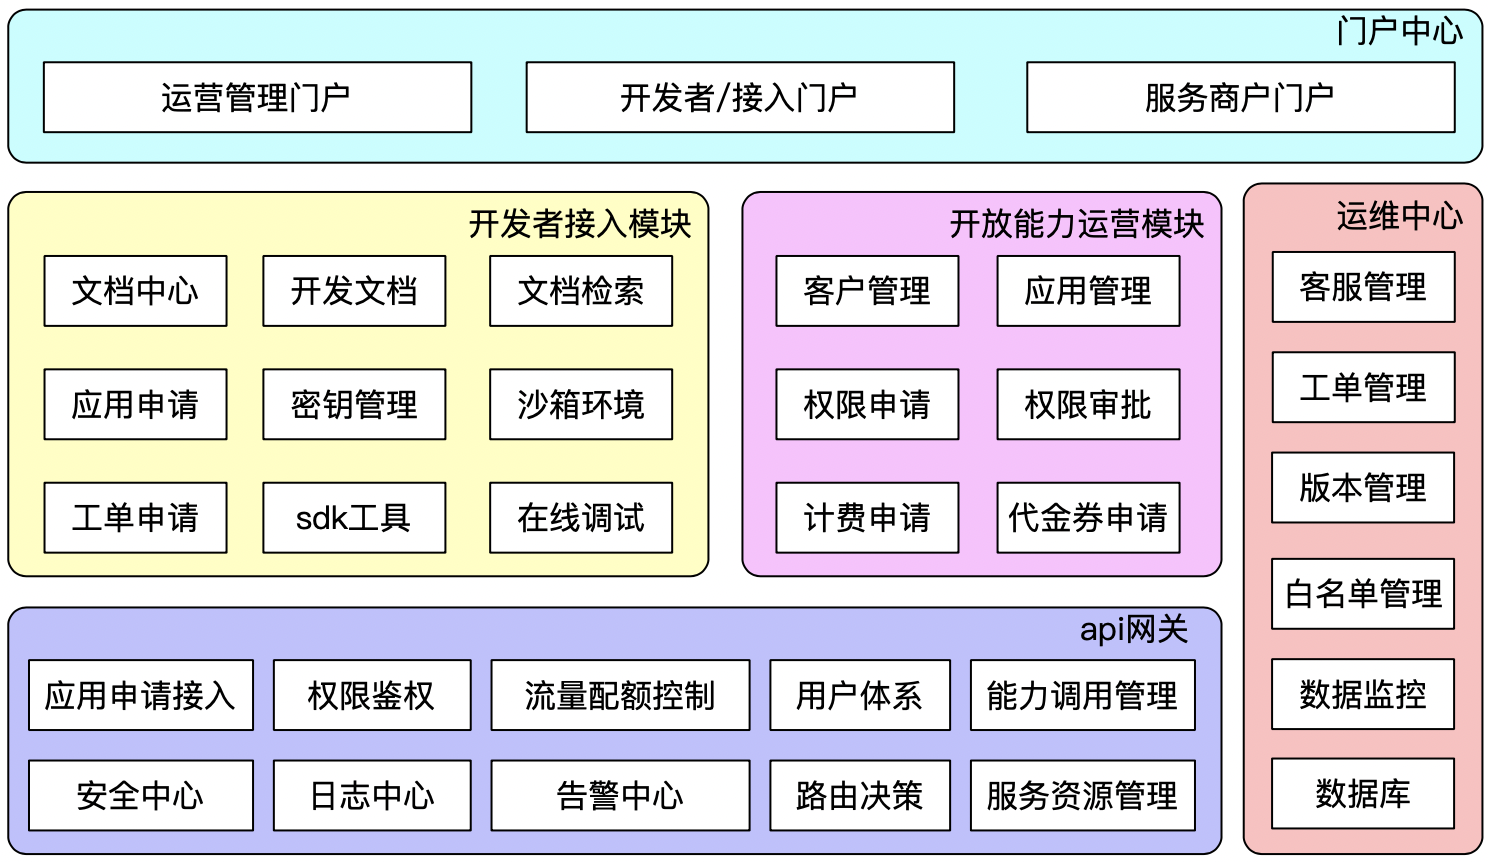 门户中心
运营管理门户
开发者/接入门户
服务商户门户
开发者接入模块
文档中心
开发文档
文档检索
应用申请
密钥管理
沙箱环境
工单申请
sdk工具
在线调试
开放能力运营模块
客户管理
应用管理
权限申请
权限审批
计费申请
代金券申请
运维中心
客服管理
工单管理
版本管理
白名单管理
数据监控
数据库
api网关
应用申请接入
权限鉴权
流量配额控制
用户体系
能力调用管理
安全中心
日志中心
告警中心
路由决策
服务资源管理